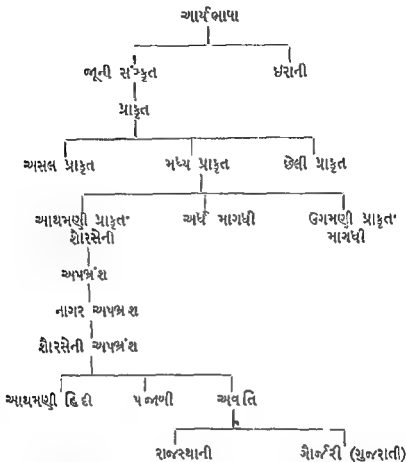 આર્ય ભાષા
જૂની સંસ્કૃત ઇરાની
પ્રાકૃત
અસલ પ્રાકૃત મધ્ય પ્રાકૃત છેલી પ્રાકૃત
આથમણી પ્રાકૃત અર્ધ માગધી ઉગમણી પ્રાકૃત
શૌરસેની માગધી
અપભ્રંશ
નાગર અપભ્રશ
શૌરસેની અપભ્રંશ
આથમણી હિંદી પંજાબી અવંતિ
રાજસ્થાની ગૌર્જરી (ગુજરાતી)